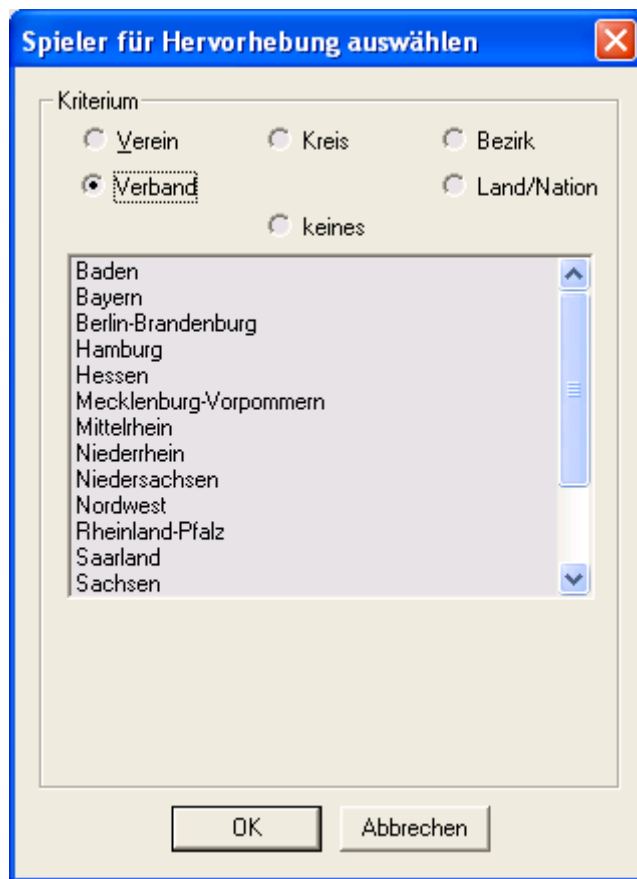 Spieler für Hervorhebung auswählen
Kriterium
Verein Kreis Bezirk
Verband Land/Nation
keines
Baden
Bayern
Berlin-Brandenburg
Hamburg
Hessen
Mecklenburg-Vorpommern
Mittelrhein
Niederrhein
Niedersachsen
Nordwest
Rheinland-Pfalz
Saarland
Sachsen
OK Abbrechen